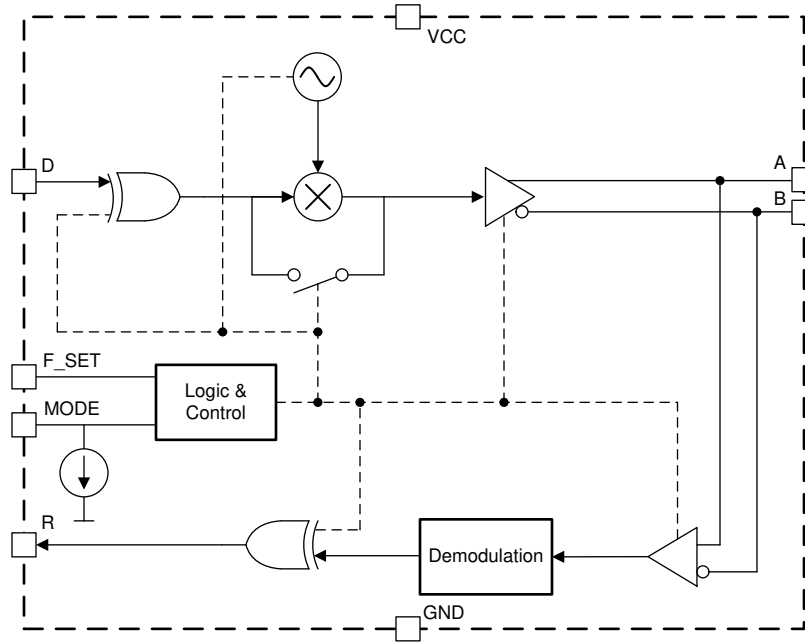 VCC
D
A
B
F_SET
Logic &
Control
MODE
R
Demodulation
GND